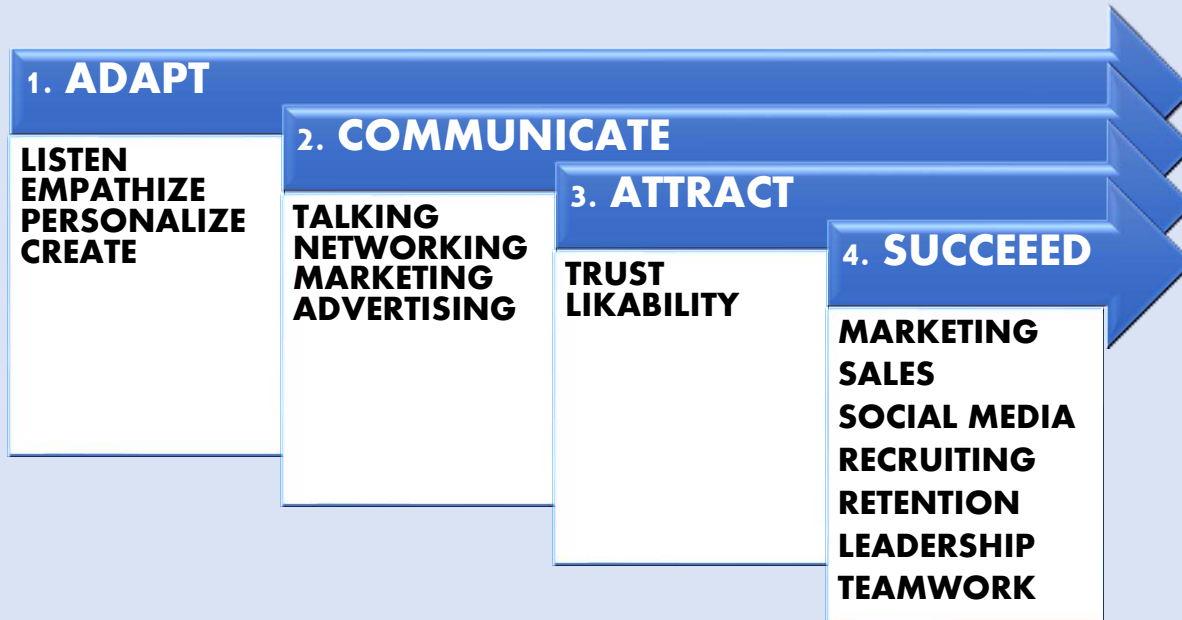 1. ADAPT
LISTEN
EMPATHIZE
PERSONALIZE
CREATE
2. COMMUNICATE
TALKING
NETWORKING
MARKETING
ADVERTISING
3. ATTRACT
TRUST
LIKABILITY
4. SUCCEEED
MARKETING
SALES
SOCIAL MEDIA
RECRUITING
RETENTION
LEADERSHIP
TEAMWORK